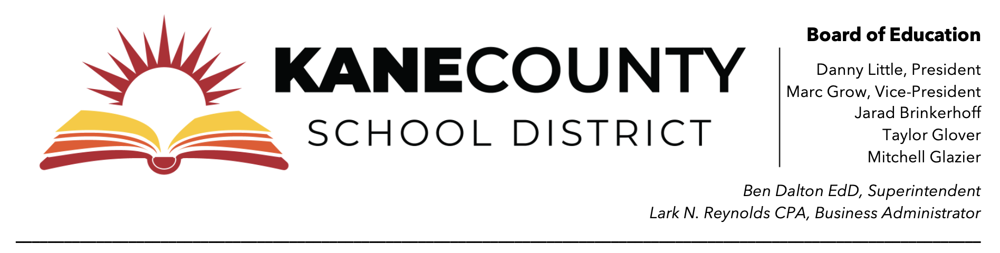 KANECOUNTY
SCHOOL DISTRICT
Board of Education
Danny Little, President
Marc Grow, Vice-President
Jarad Brinkerhoff
Taylor Glover
Mitchell Glazier
Ben Dalton EdD, Superintendent
Lark N. Reynolds CPA, Business Administrator